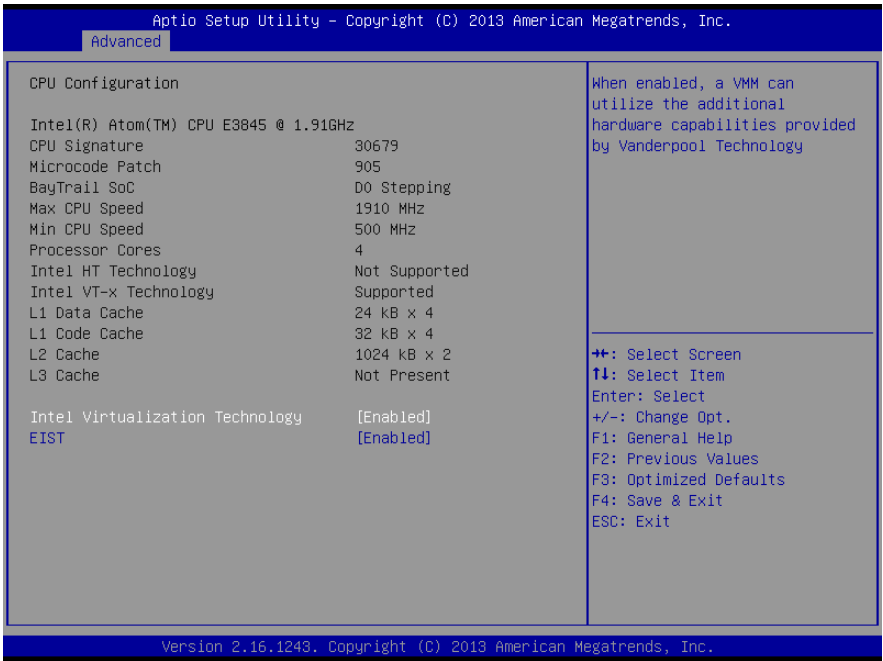 Aptio Setup Utility - Copyright (C) 2013 American Megatrends, Inc.
Advanced
CPU Configuration
Intel(R) Atom(TM) CPU E3845 @ 1.91GHz
CPU Signature 30679
Microcode Patch 905
BayTrail SoC D0 Stepping
Max CPU Speed 1910 MHz
Min CPU Speed 500 MHz
Processor Cores 4
Intel HT Technology Not Supported
Intel VT-x Technology Supported
L1 Data Cache 24 kB x 4
L1 Code Cache 32 kB x 4
L2 Cache 1024 kB x 2
L3 Cache Not Present
Intel Virtualization Technology [Enabled]
EIST [Enabled]
When enabled, a VMM can
utilize the additional
hardware capabilities provided
by Vanderpool Technology
→←: Select Screen
↑↓: Select Item
Enter: Select
+/-: Change Opt.
F1: General Help
F2: Previous Values
F3: Optimized Defaults
F4: Save & Exit
ESC: Exit
Version 2.16.1243. Copyright (C) 2013 American Megatrends, Inc.